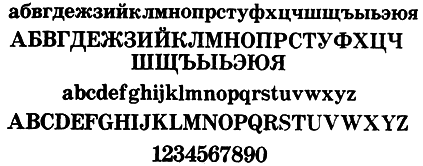 абвгдежзийклмнопрстуфхцчшщъыьэюя
АБВГДЕЖЗИЙКЛМНОПРСТУФХЦЧ
ШЩЪЫЬЭЮЯ
abcdefghijklmnopqrstuvwxyz
ABCDEFGHIJKLMNOPQRSTUVWXYZ
1234567890